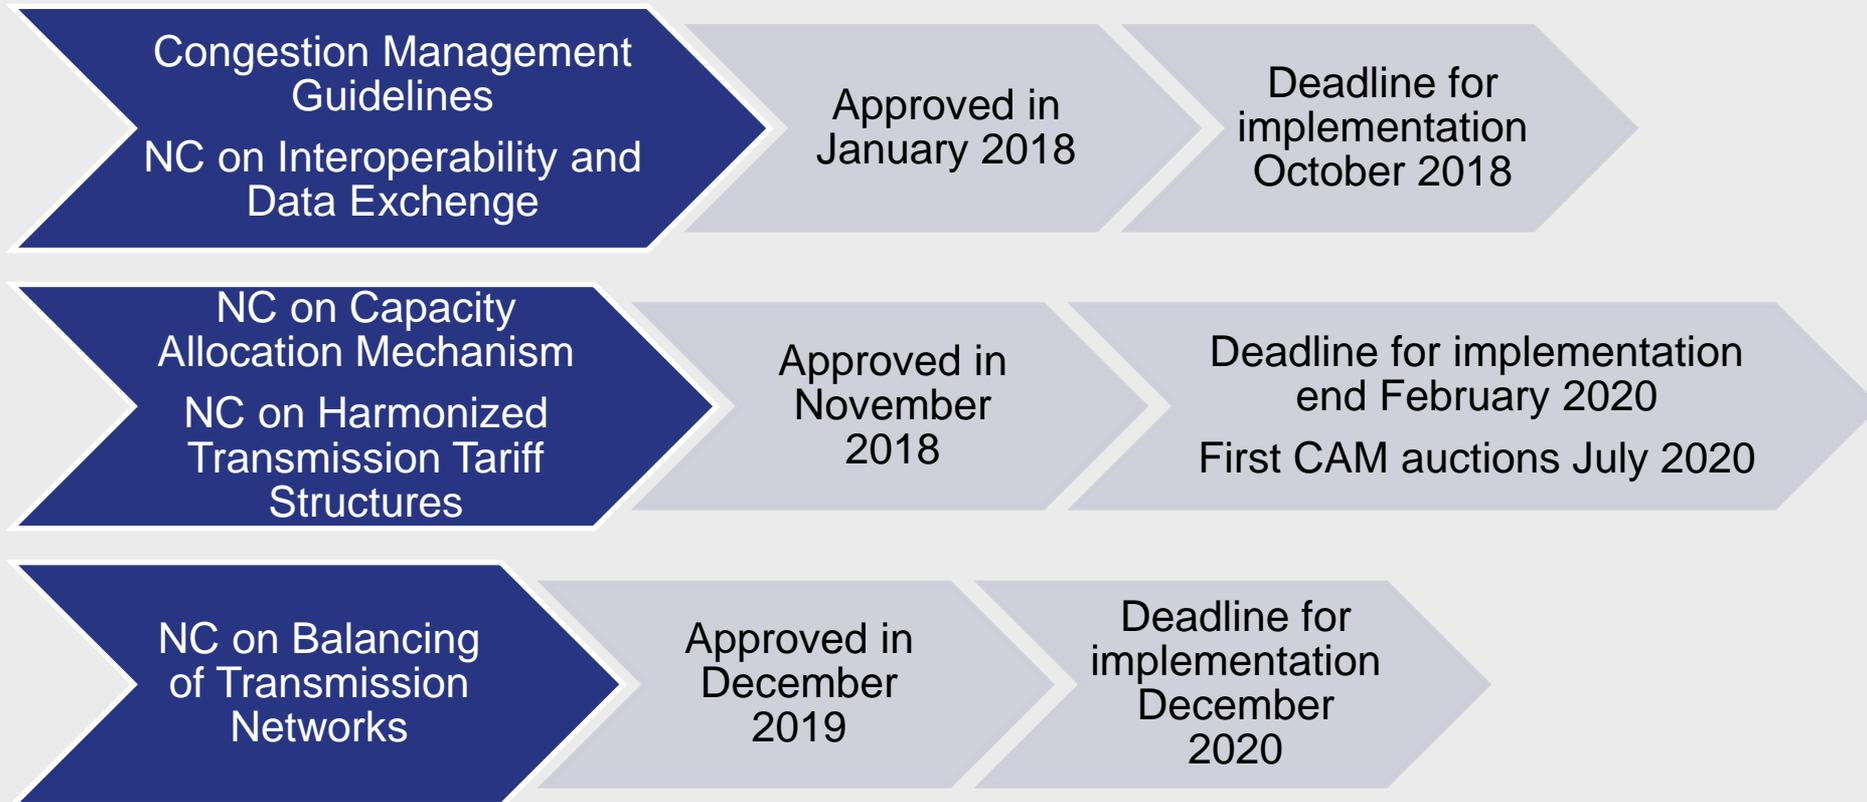 Congestion Management
Guidelines
NC on Interoperability and
Data Exchenge
Approved in
January 2018
Deadline for
implementation
October 2018
NC on Capacity
Allocation Mechanism
NC on Harmonized
Transmission Tariff
Structures
Approved in
November
2018
Deadline for implementation
end February 2020
First CAM auctions July 2020
NC on Balancing
of Transmission
Networks
Approved in
December
2019
Deadline for
implementation
December
2020